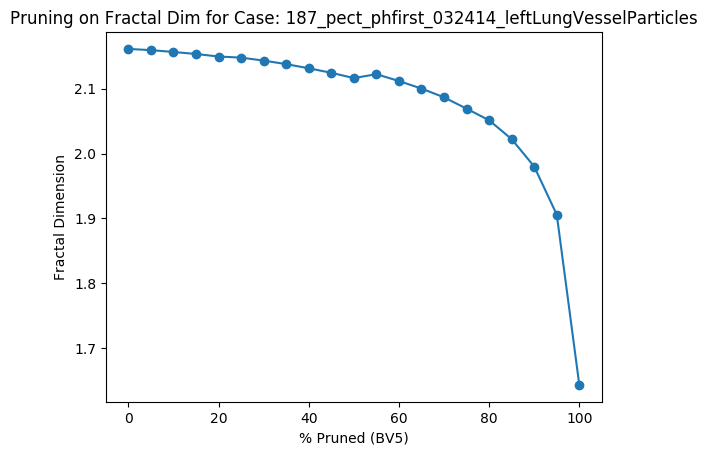 Pruning on Fractal Dim for Case: 187_pect_phfirst_032414_leftLungVesselParticles
2.1
2.0
1.9
1.8
1.7
Fractal Dimension
0 20 40 60 80 100
% Pruned (BV5)